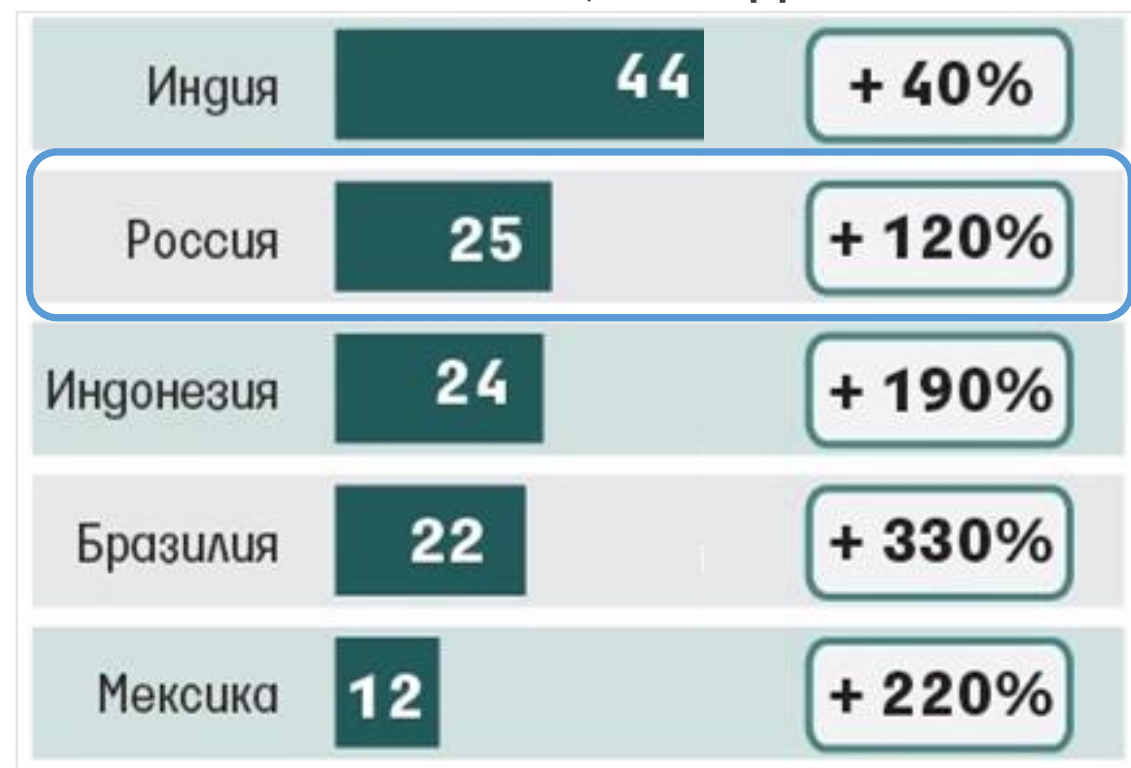 Индия 44 + 40%
Россия 25 + 120%
Индонезия 24 + 190%
Бразилия 22 + 330%
Мексика 12 + 220%